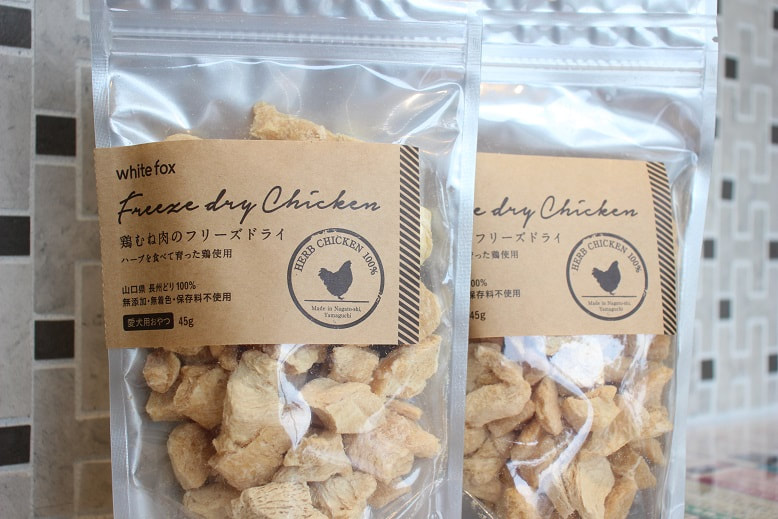 white fox
Freeze dry Chicken
鶏むね肉のフリーズドライ
ハーブを食べて育った鶏使用
山口県 長州どり100%
無添加・無着色・保存料不使用
愛犬用おやつ 45g
HERB CHICKEN 100%
Made in Nagato-shi,
Yamaguchi
ze dry Chicken
フリーズドライ
育った鶏使用
100%
保存料不使用
45g
HERB CHICKEN 100%
Made in Nagato-shi,
Yamaguchi